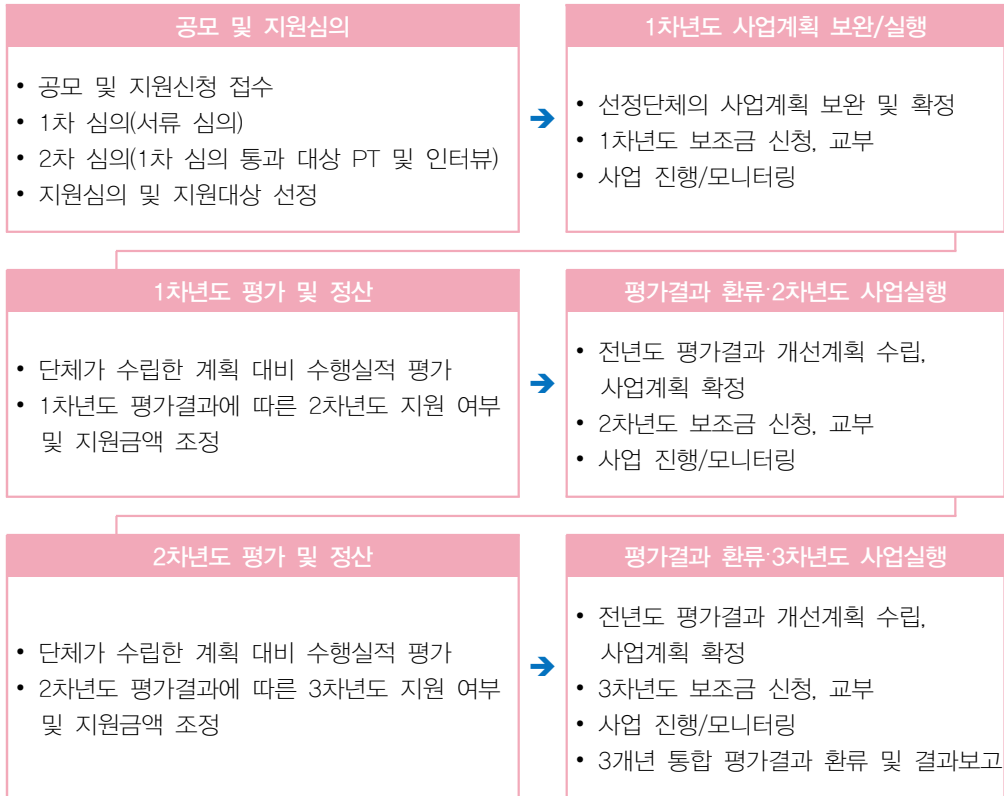 공모 및 지원심의
• 공모 및 지원신청 접수
• 1차 심의(서류 심의)
• 2차 심의(1차 심의 통과 대상 PT 및 인터뷰)
• 지원심의 및 지원대상 선정
➔
1차년도 사업계획 보완/실행
• 선정단체의 사업계획 보완 및 확정
• 1차년도 보조금 신청, 교부
• 사업 진행/모니터링
1차년도 평가 및 정산
• 단체가 수립한 계획 대비 수행실적 평가
• 1차년도 평가결과에 따른 2차년도 지원 여부
및 지원금액 조정
➔
평가결과 환류·2차년도 사업실행
• 전년도 평가결과 개선계획 수립,
사업계획 확정
• 2차년도 보조금 신청, 교부
• 사업 진행/모니터링
2차년도 평가 및 정산
• 단체가 수립한 계획 대비 수행실적 평가
• 2차년도 평가결과에 따른 3차년도 지원 여부
및 지원금액 조정
➔
평가결과 환류·3차년도 사업실행
• 전년도 평가결과 개선계획 수립,
사업계획 확정
• 3차년도 보조금 신청, 교부
• 사업 진행/모니터링
• 3개년 통합 평가결과 환류 및 결과보고